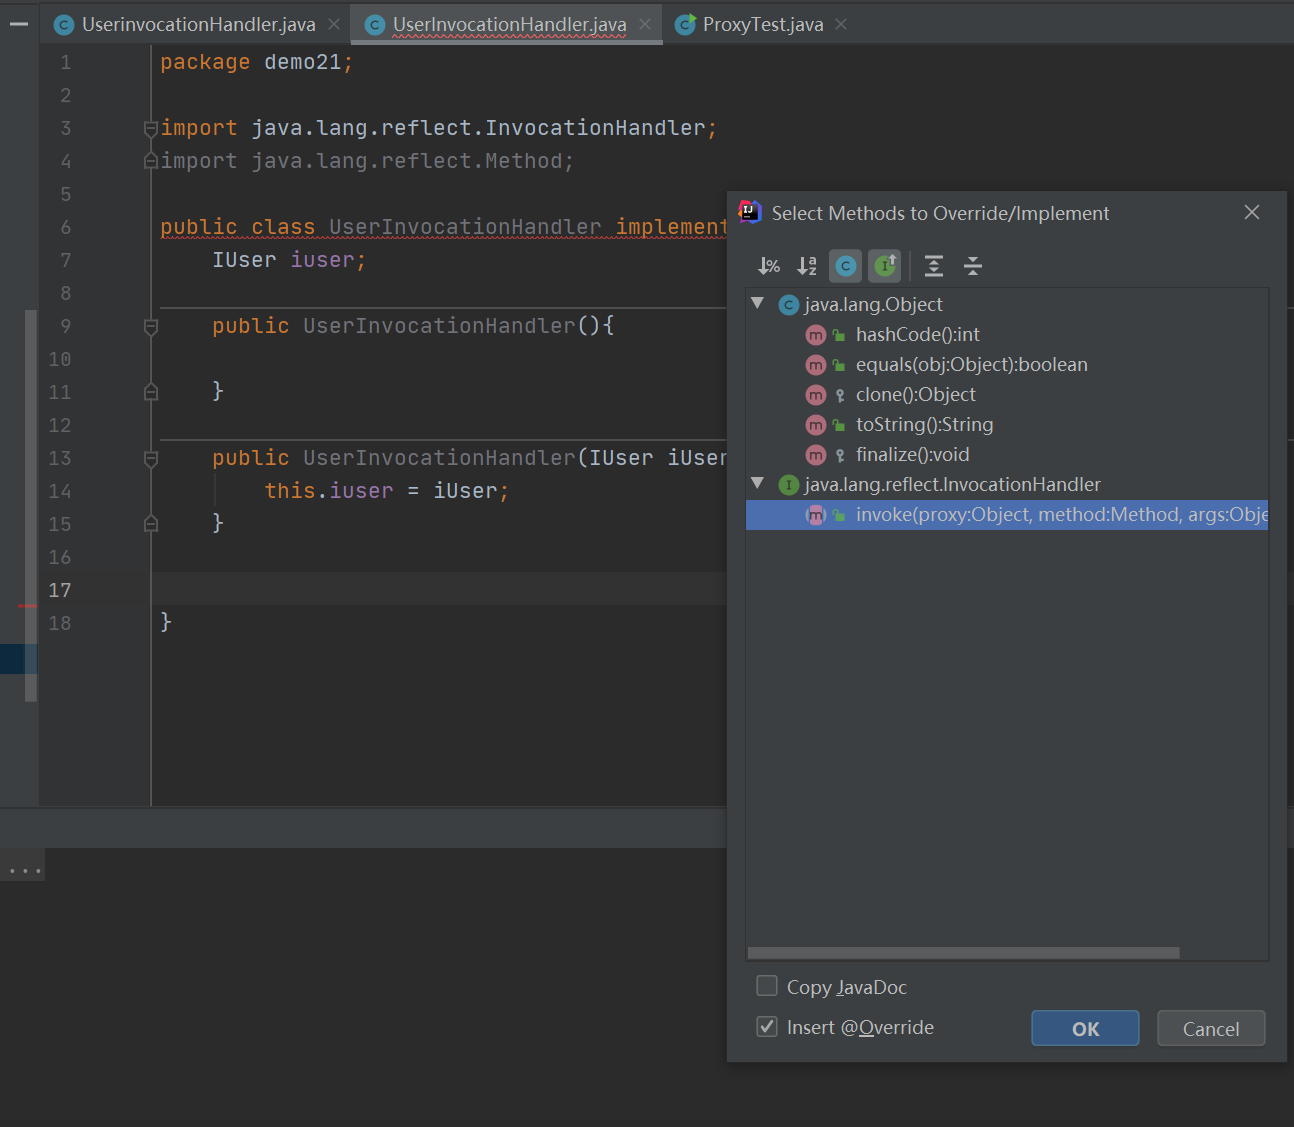 UserinvocationHandler.java UserInvocationHandler.java ProxyTest.java
1 package demo21;
2
3 import java.lang.reflect.InvocationHandler;
4 import java.lang.reflect.Method;
5
6 public class UserInvocationHandler implement
7 IUser iuser;
8
9 public UserInvocationHandler(){
10
11 }
12
13 public UserInvocationHandler(IUser iUser
14 this.iuser = iUser;
15 }
16
17
18 }
...
IJ
Select Methods to Override/Implement
java.lang.Object
hashCode():int
equals(obj:Object):boolean
clone():Object
toString():String
finalize():void
java.lang.reflect.InvocationHandler
invoke(proxy:Object, method:Method, args:Obje
Copy JavaDoc
Insert @Override
OK Cancel